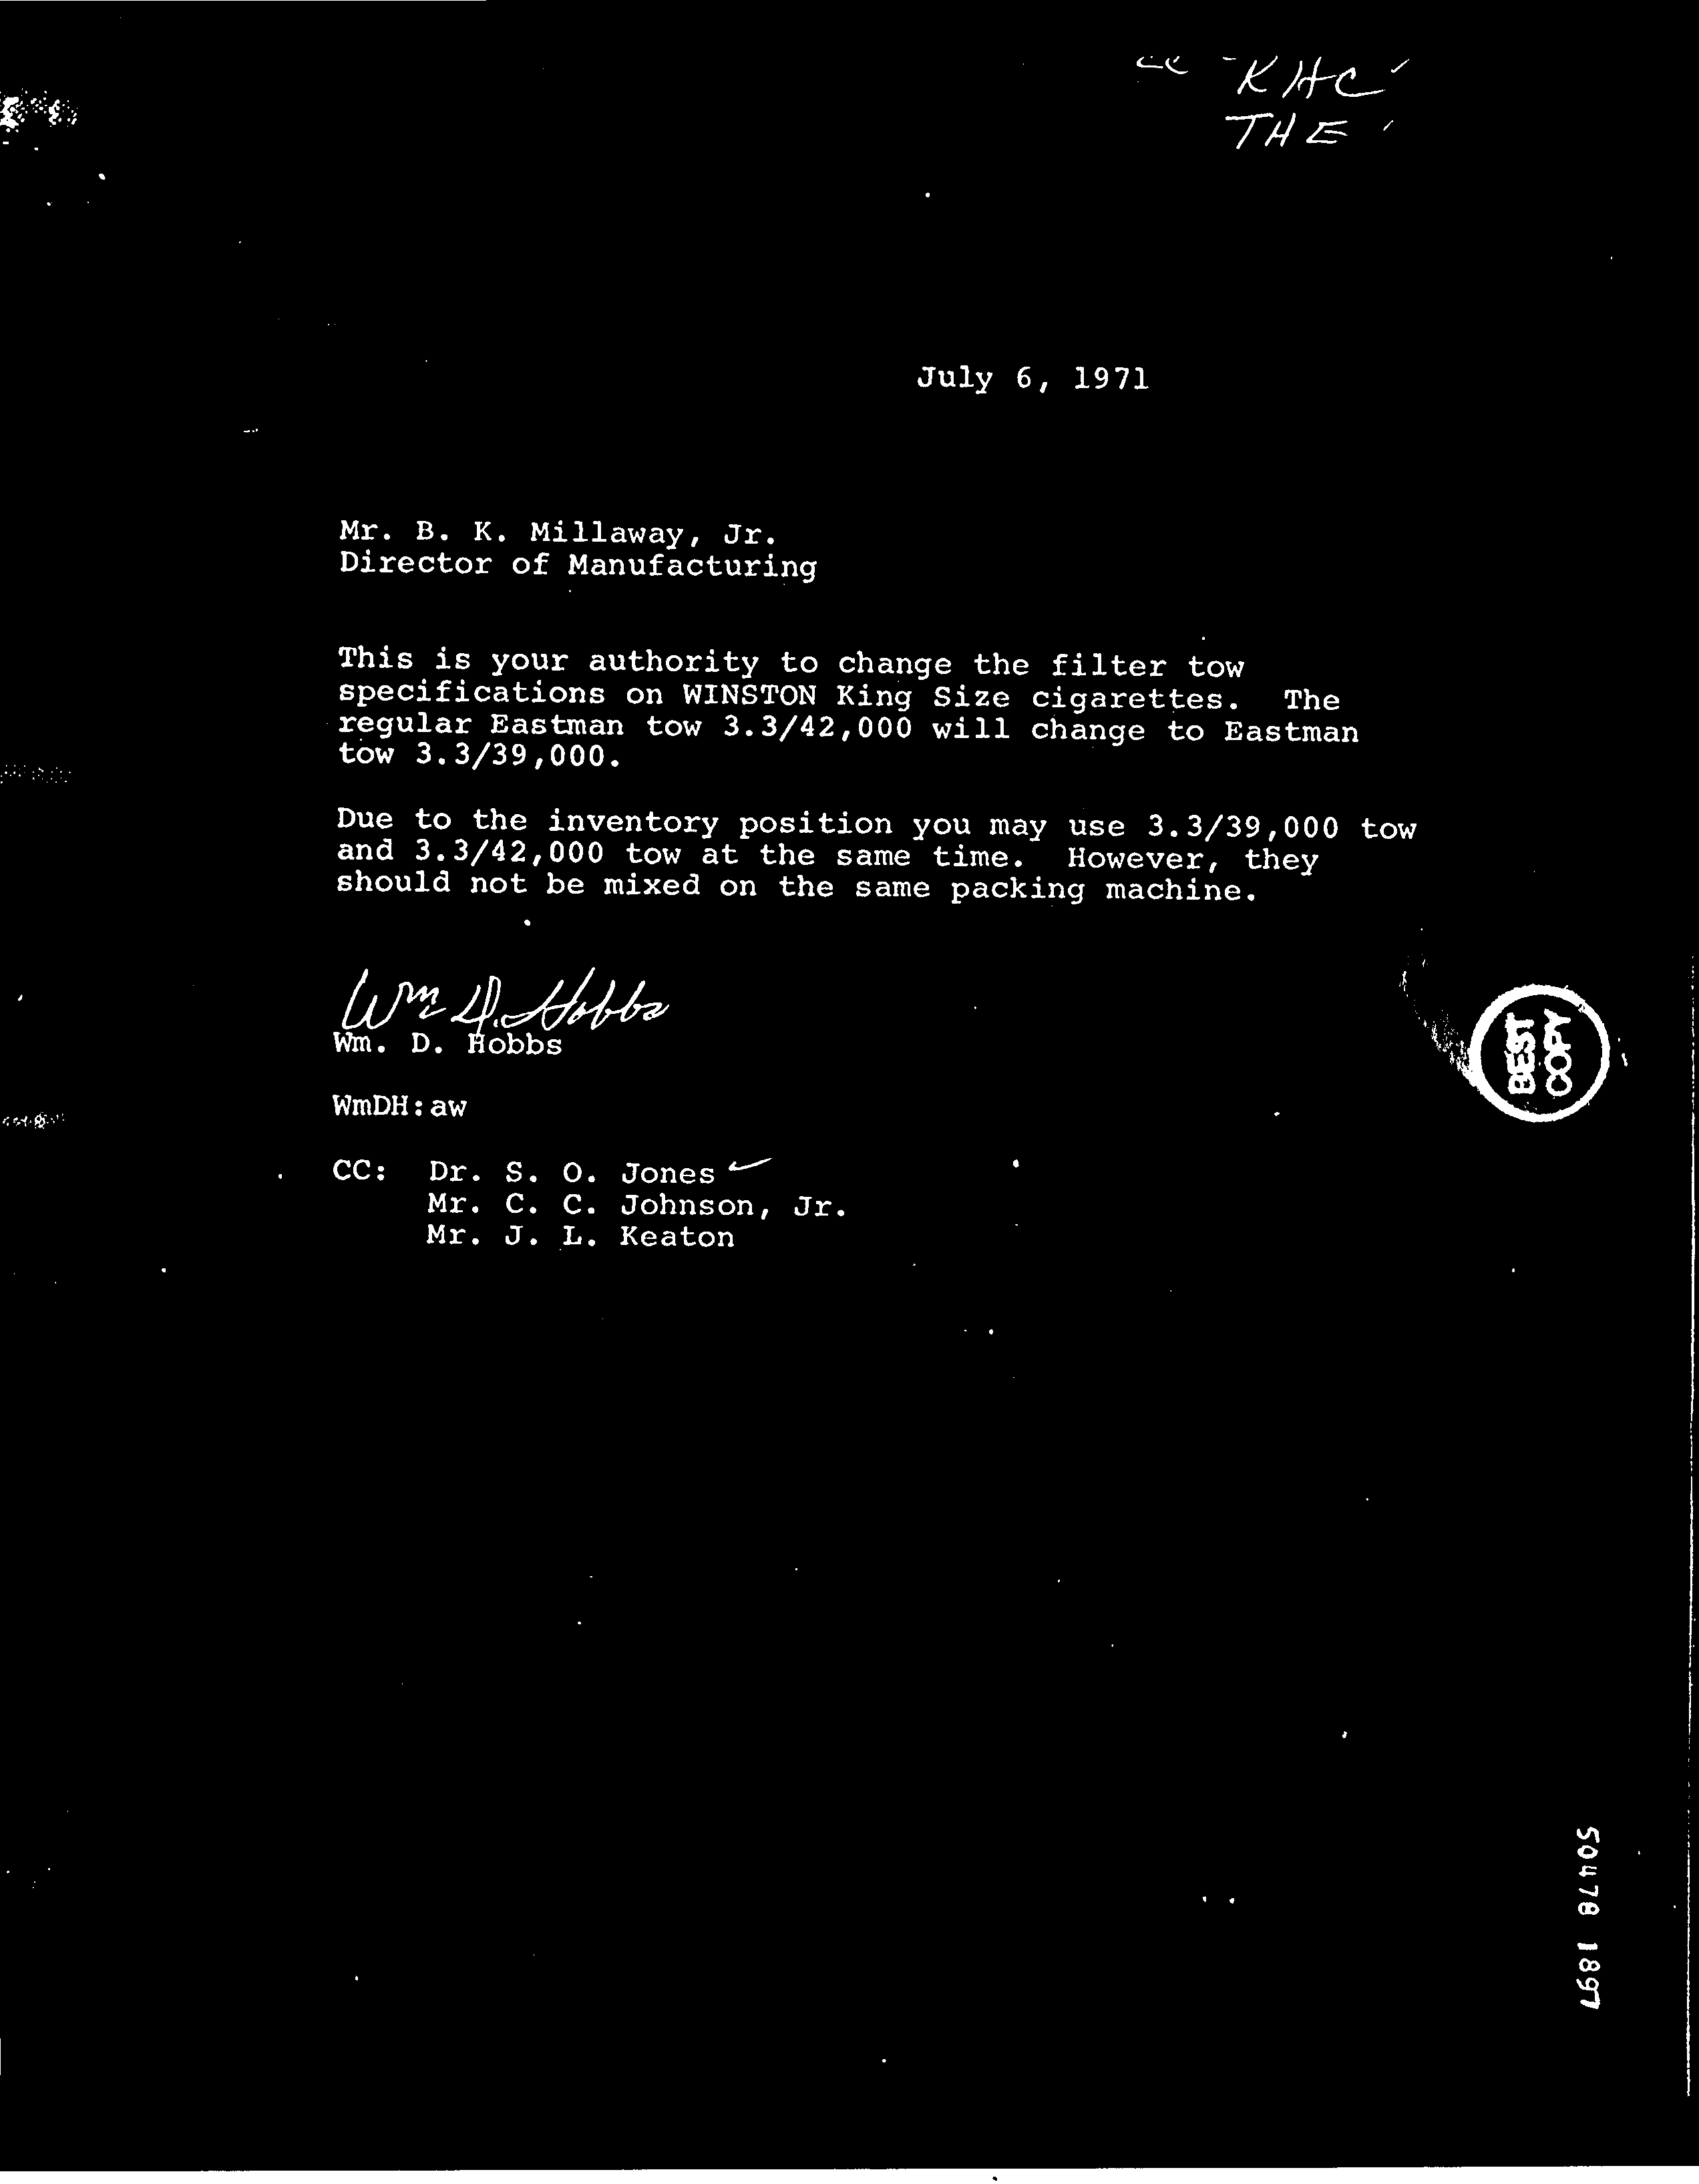 cc - KHC
THE
July 6, 1971
Mr. B. K. Millaway, Jr.
Director of Manufacturing
This is your authority to change the filter tow
specifications on WINSTON King Size cigarettes.  The
regular Eastman tow 3.3/42,000 will change to Eastman
tow 3.3/39,000.
Due to the inventory position you may use 3.3/39,000 tow
and 3.3/42,000 tow at the same time.  However, they
should not be mixed on the same packing machine.
Wm D. Hobbs
Wm. D. Hobbs
BEST
COPY
WmDH:aw
CC:  Dr. S. O. Jones
Mr. C. C. Johnson, Jr.
Mr. J. L. Keaton
50478 1897